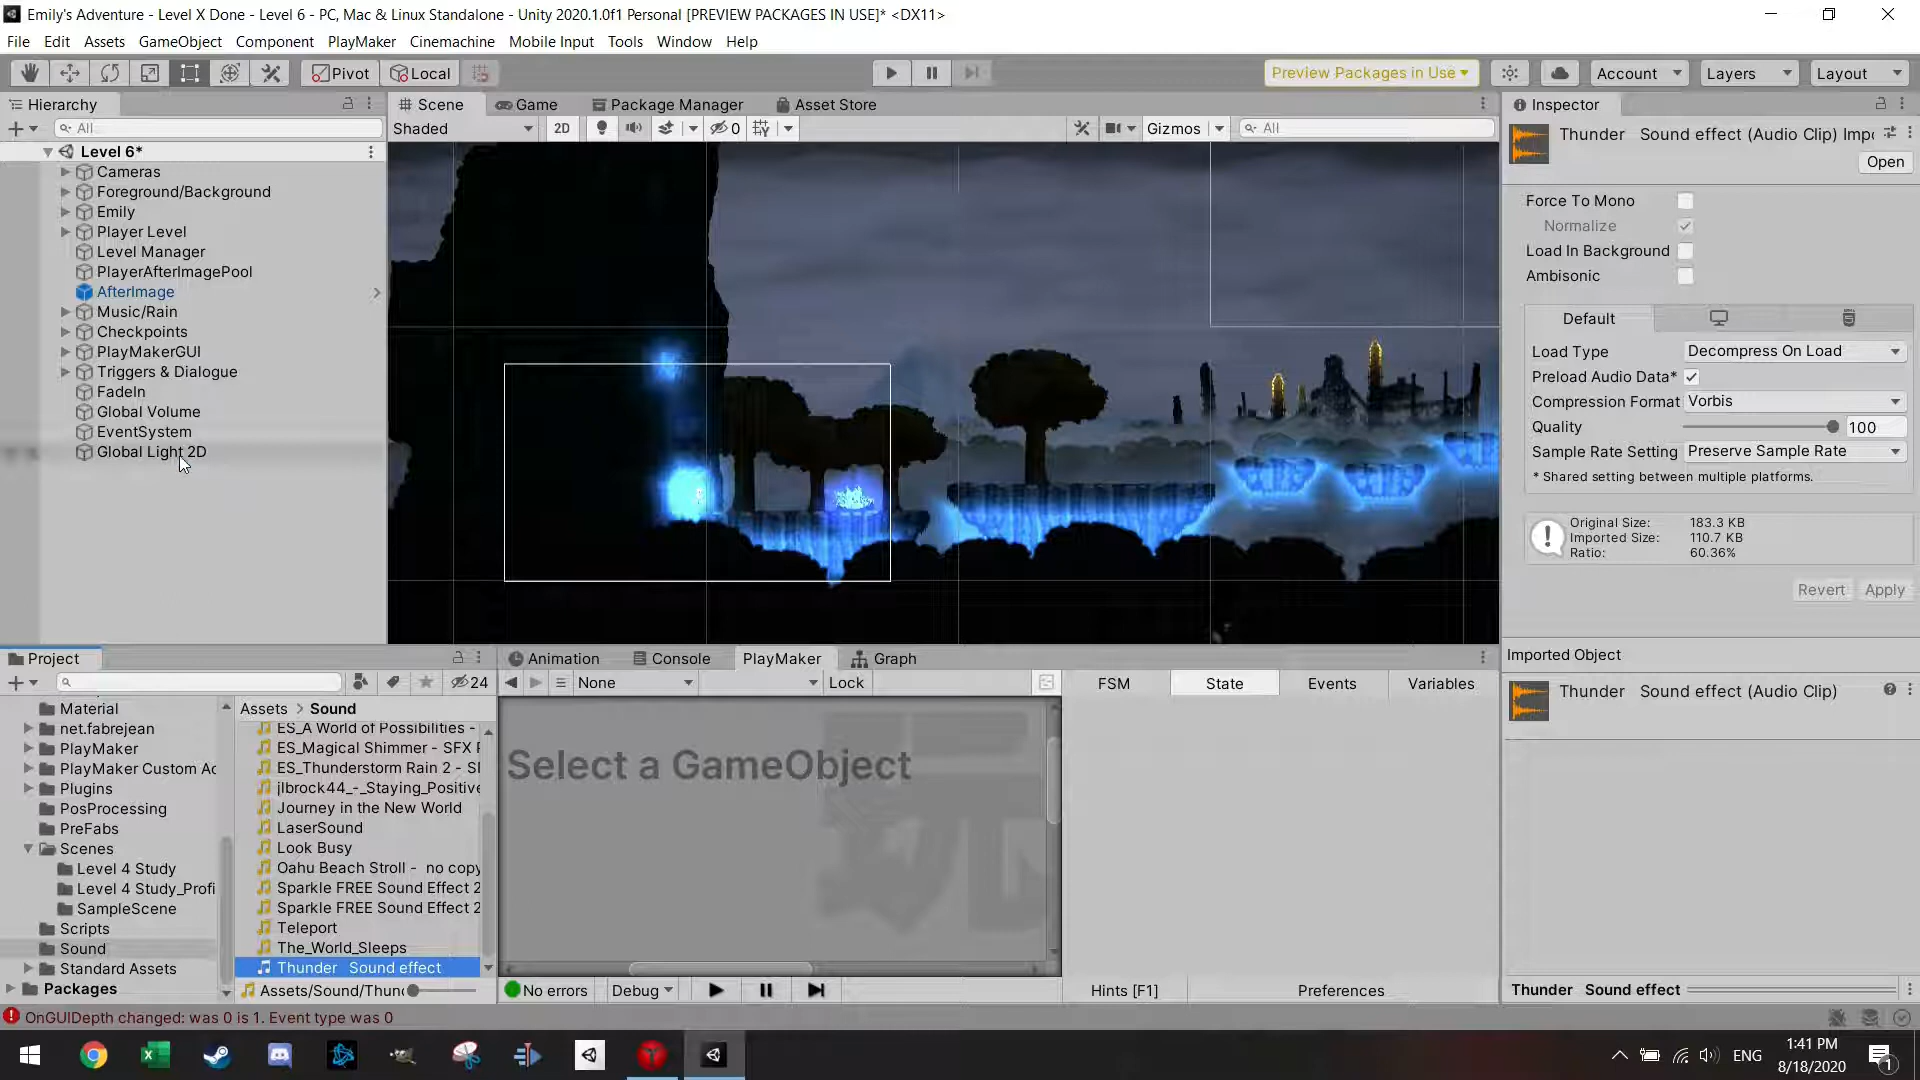 Emily's Adventure - Level X Done - Level 6 - PC, Mac & Linux Standalone - Unity 2020.1.0f1 Personal [PREVIEW PACKAGES IN USE]* <DX11>
File Edit Assets GameObject Component PlayMaker Cinemachine Mobile Input Tools Window Help
Pivot Local Preview Packages in Use Account Layers Layout
Hierarchy Scene Game Package Manager Asset Store Inspector
All Shaded 2D 0 Gizmos All
Level 6*
Cameras
Foreground/Background
Emily
Player Level
Level Manager
PlayerAfterImagePool
AfterImage
Music/Rain
Checkpoints
PlayMakerGUI
Triggers & Dialogue
FadeIn
Global Volume
EventSystem
Global Light 2D
Thunder Sound effect (Audio Clip) Impo
Open
Force To Mono
Normalize
Load In Background
Ambisonic
Default
Load Type Decompress On Load
Preload Audio Data*
Compression Format Vorbis
Quality 100
Sample Rate Setting Preserve Sample Rate
* Shared setting between multiple platforms.
Original Size: 183.3 KB
Imported Size: 110.7 KB
Ratio: 60.36%
Revert Apply
Imported Object
Thunder Sound effect (Audio Clip)
Thunder Sound effect
Project
24
Material
net.fabrejean
PlayMaker
PlayMaker Custom Ac
Plugins
PosProcessing
PreFabs
Scenes
Level 4 Study
Level 4 Study_Profi
SampleScene
Scripts
Sound
Standard Assets
Packages
Assets > Sound
ES_A World of Possibilities -
ES_Magical Shimmer - SFX P
ES_Thunderstorm Rain 2 - SI
jlbrock44_-_Staying_Positive
Journey in the New World
LaserSound
Look Busy
Oahu Beach Stroll - no copy
Sparkle FREE Sound Effect 2
Sparkle FREE Sound Effect 2
Teleport
The_World_Sleeps
Thunder Sound effect
Assets/Sound/Thun
Animation Console PlayMaker Graph
None Lock
FSM State Events Variables
Select a GameObject
No errors Debug
Hints [F1] Preferences
OnGUIDepth changed: was 0 is 1. Event type was 0
ENG
1:41 PM
8/18/2020
1